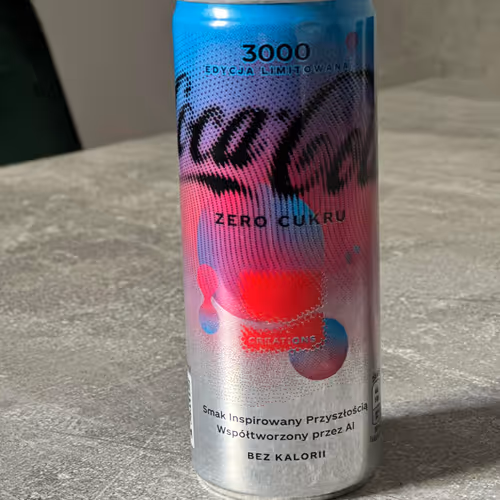 3000
EDYCJA LIMITOWANA
Coca-Cola
ZERO CUKRU
CREATIONS
Smak Inspirowany Przyszłością
Współtworzony przez AI
BEZ KALORII